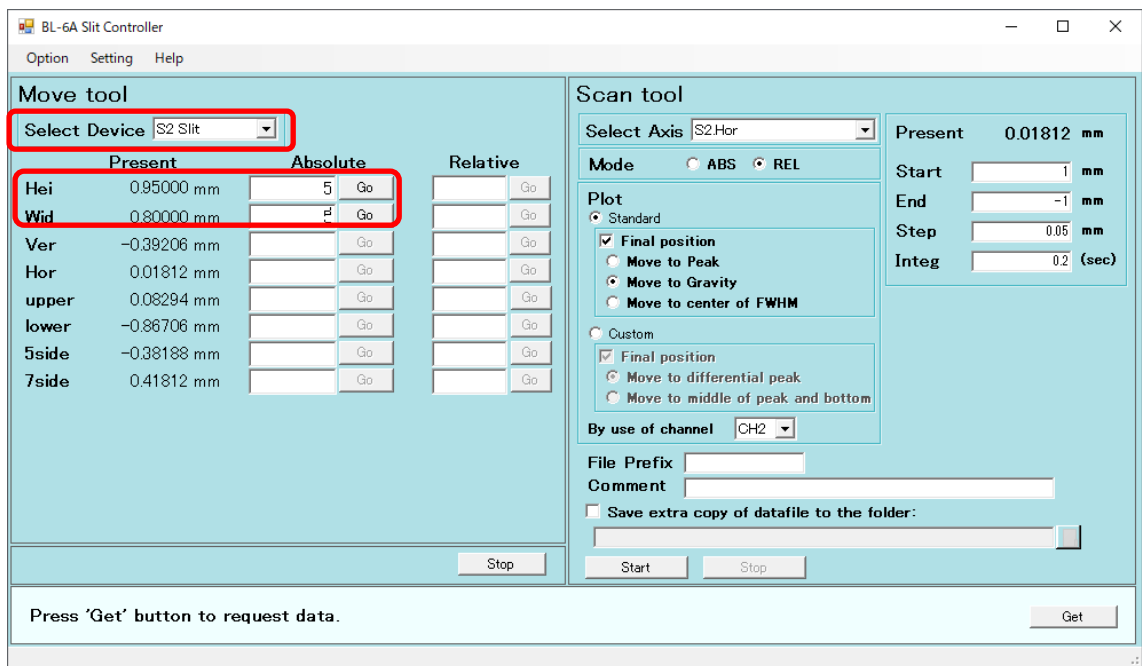 BL-6A Slit Controller
Option Setting Help
Move tool
Select Device S2 Slit
Present Absolute Relative
Hei 0.95000 mm 5 Go Go
Wid 0.80000 mm Go Go
Ver -0.39206 mm Go Go
Hor 0.01812 mm Go Go
upper 0.08294 mm Go Go
lower -0.86706 mm Go Go
5side -0.38188 mm Go Go
7side 0.41812 mm Go Go
Stop
Scan tool
Select Axis S2.Hor
Mode ABS REL
Plot
Standard
Final position
Move to Peak
Move to Gravity
Move to center of FWHM
Custom
Final position
Move to differential peak
Move to middle of peak and bottom
By use of channel CH2
Present 0.01812 mm
Start 1 mm
End -1 mm
Step 0.05 mm
Integ 0.2 (sec)
File Prefix
Comment
Save extra copy of datafile to the folder:
Start Stop
Press 'Get' button to request data.
Get